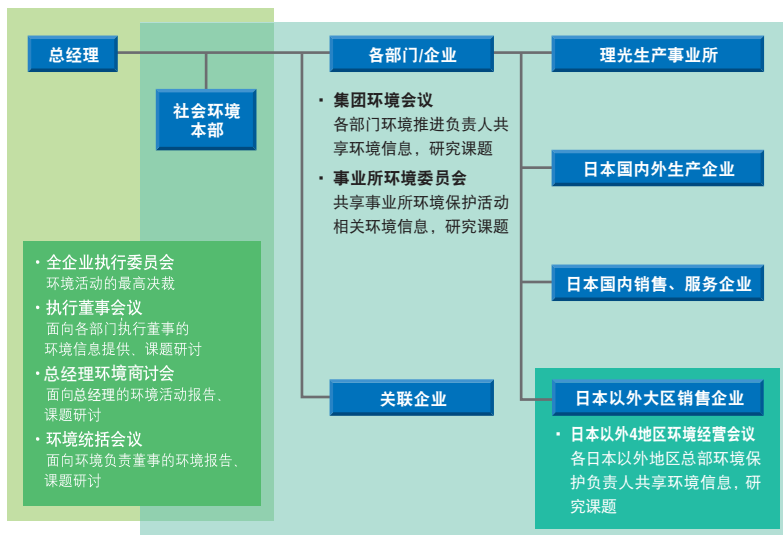 总经理
社会环境
本部
各部门/企业
理光生产事业所
• 集团环境会议
各部门环境推进负责人共
享环境信息，研究课题
• 事业所环境委员会
共享事业所环境保护活动
相关环境信息，研究课题
日本国内外生产企业
日本国内销售、服务企业
• 全企业执行委员会
环境活动的最高决裁
• 执行董事会议
面向各部门执行董事的
环境信息提供、课题研讨
• 总经理环境商讨会
面向总经理的环境活动报告、
课题研讨
• 环境统括会议
面向环境负责董事的环境报告、
课题研讨
关联企业
日本以外大区销售企业
• 日本以外4地区环境经营会议
各日本以外地区总部环境保
护负责人共享环境信息，研
究课题